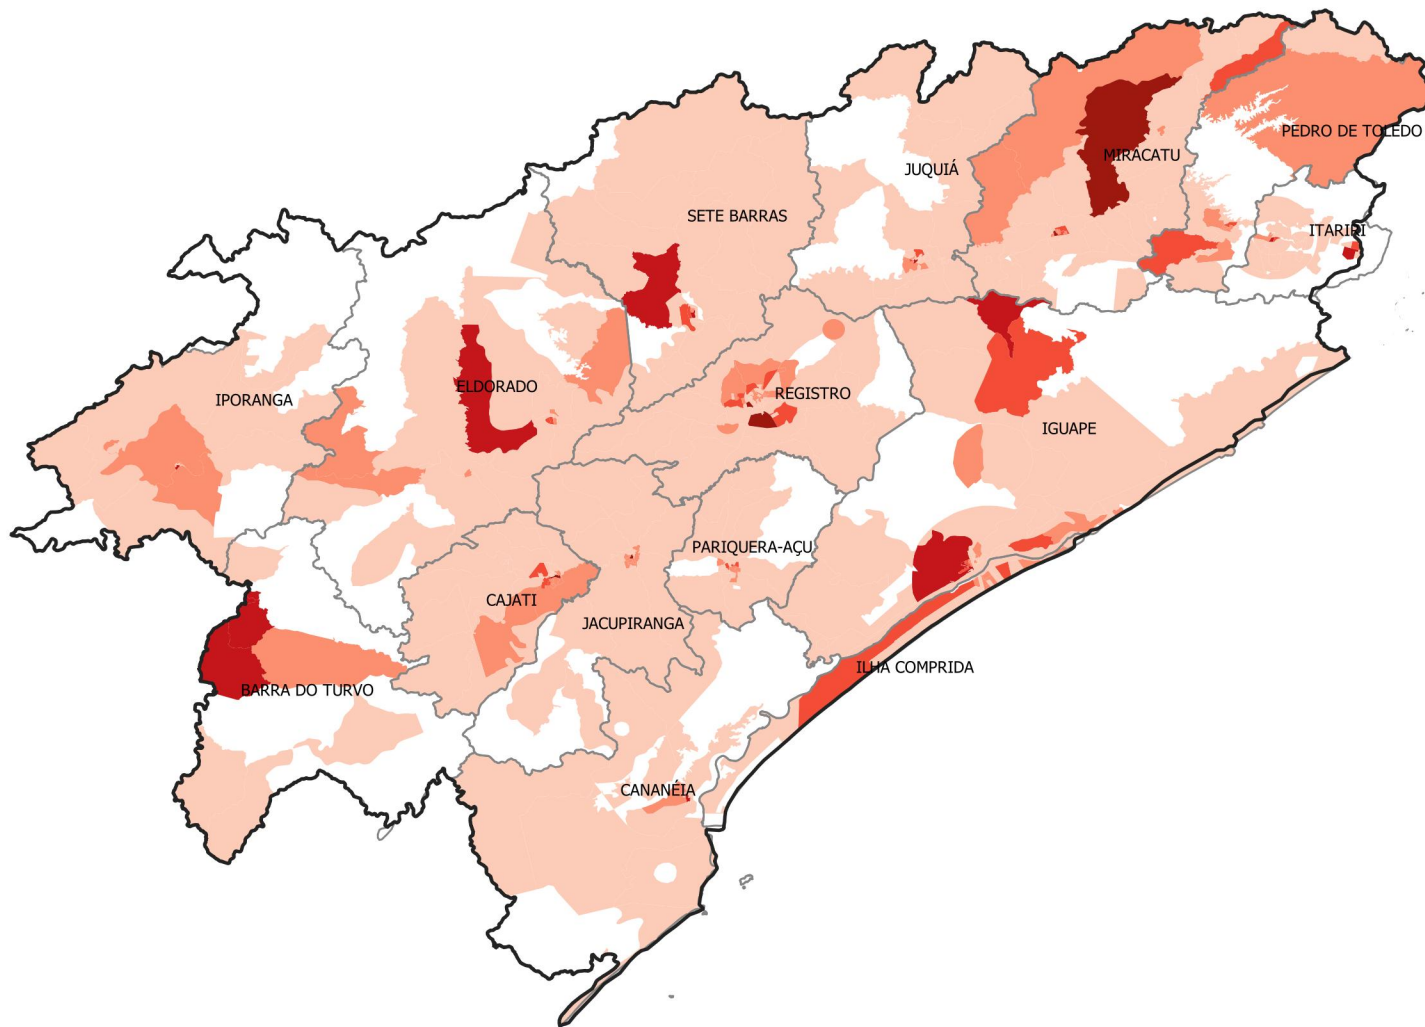 PEDRO DE TOLEDO
MIRACATU
JUQUIÁ
SETE BARRAS
ITARIRI
ELDORADO
REGISTRO
IPORANGA
IGUAPE
PARIQUERA-AÇU
CAJATI
JACUPIRANGA
ILHA COMPRIDA
BARRA DO TURVO
CANANÉIA